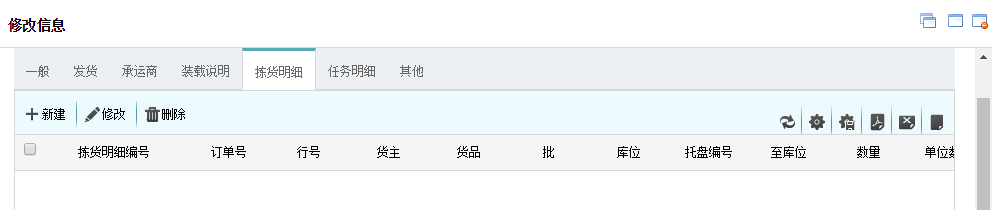 修改信息
一般 发货 承运商 装载说明 拣货明细 任务明细 其他
新建 修改 删除
拣货明细编号 订单号 行号 货主 货品 批 库位 托盘编号 至库位 数量 单位数